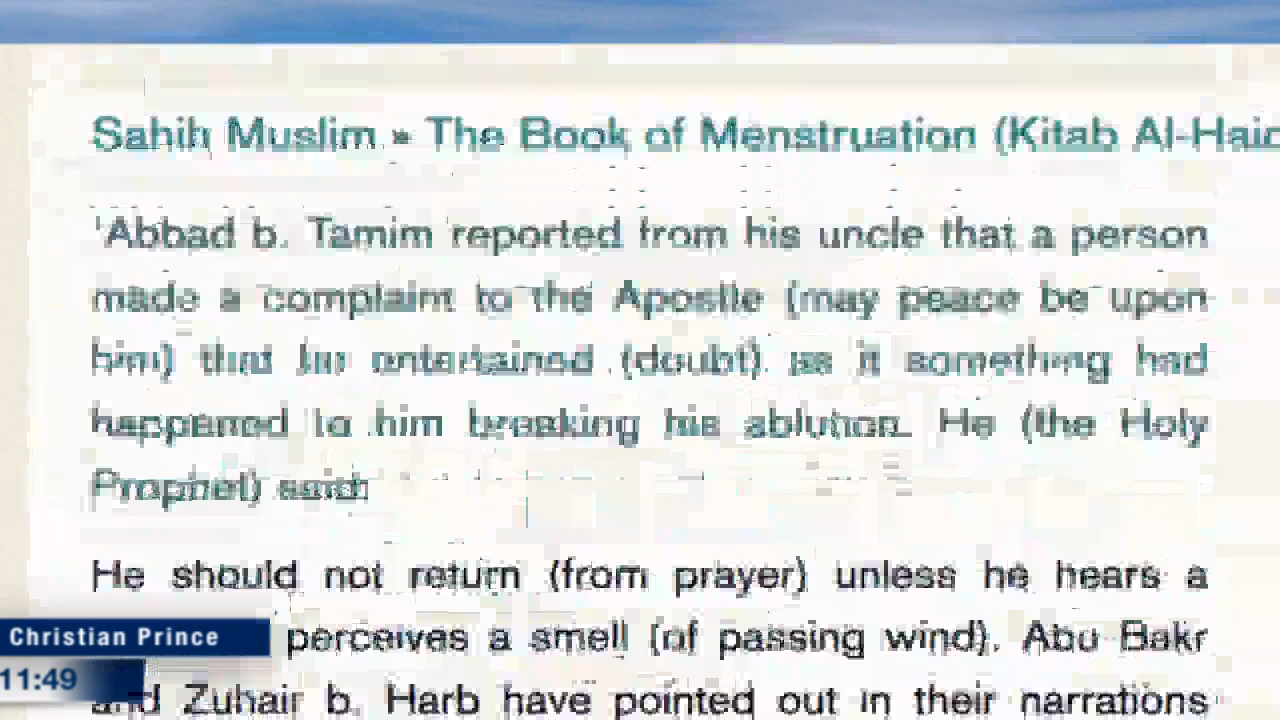 Sahih Muslim » The Book of Menstruation (Kitab Al-Haid
'Abbad b. Tamim reported from his uncle that a person
made a complaint to the Apostle (may peace be upon
him) that he entertained (doubt) as if something had
happened to him breaking his ablution. He (the Holy
Prophet) said:
He should not return (from prayer) unless he hears a
perceives a smell (of passing wind). Abu Bakr
and Zuhair b. Harb have pointed out in their narrations
Christian Prince
11:49